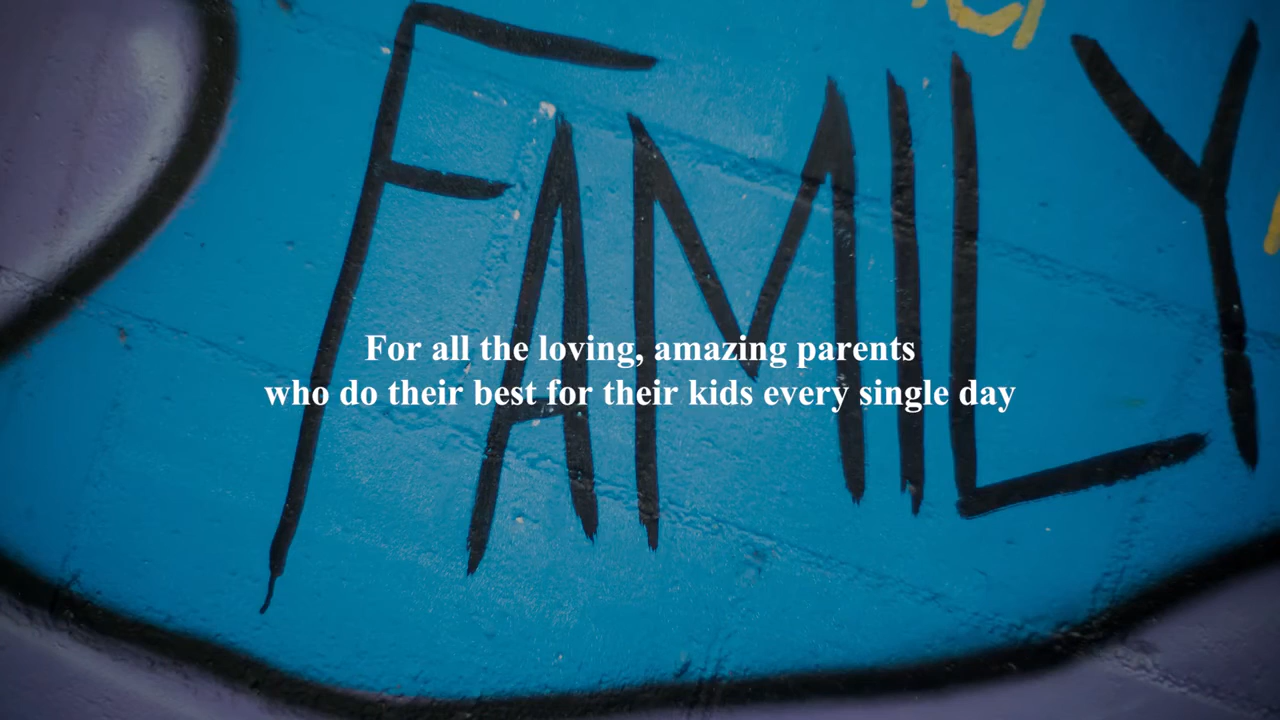 FAMILY
For all the loving, amazing parents
who do their best for their kids every single day